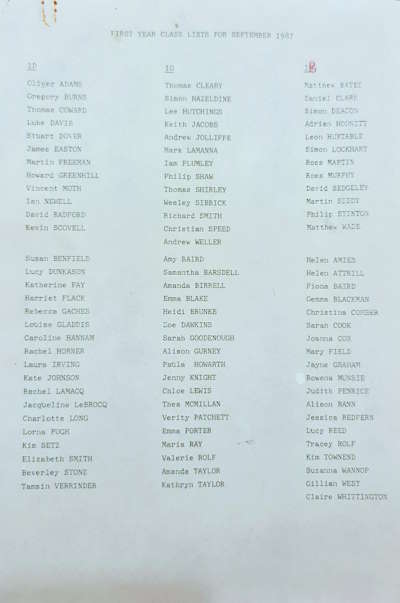 FIRST YEAR CLASS LISTS FOR SEPTEMBER 1987
1P
Oliver ADAMS
Gregory BURNS
Thomas COWARD
Luke DAVIS
Stuart DOVER
James EASTON
Martin FREEMAN
Howard GREENHILL
Vincent MOTH
Ian NEWELL
David RADFORD
Kevin SCOVELL
Susan BENFIELD
Lucy DUNKASON
Katherine FAY
Harriet FLACK
Rebecca GACHES
Louise GLADDIS
Caroline HANNAM
Rachel HORNER
Laura IRVING
Kate JOHNSON
Rachel LAMACQ
Jacqueline LeBROCQ
Charlotte LONG
Lorna PUGH
Kim SETZ
Elizabeth SMITH
Beverley STONE
Tamsin VERRINDER
1O
Thomas CLEARY
Simon HAZELDINE
Lee HUTCHINGS
Keith JACOBS
Andrew JOLLIFFE
Mark LAMANNA
Iam PLUMLEY
Philip SHAW
Thomas SHIRLEY
Wesley SIBBICK
Richard SMITH
Christian SPEED
Andrew WELLER
Amy BAIRD
Samantha BARSDELL
Amanda BIRRELL
Emma BLAKE
Heidi BRUNKE
Zoe DAWKINS
Sarah GOODENOUGH
Alison GURNEY
Paula HOWARTH
Jenny KNIGHT
Chloe LEWIS
Thea MCMILLAN
Verity PATCHETT
Emma PORTER
Maria RAY
Valerie ROLF
Amanda TAYLOR
Kathryn TAYLOR
Matthew BATES
Daniel CLARK
Simon DEACON
Adrian
Leon HUXTABLE
Simon LOCKHART
Ross MARTIN
Ross MURPHY
David SEDGELEY
Martin
Philip STINTON
Matthew WADE
Helen AMIES
Helen ATTRILL
Fiona BAIRD
Gemma BLACKMAN
Christina COMBER
Sarah COOK
Joanna COX
Mary FIELD
Jayne GRAHAM
Rowena MUNSIE
Judith PENRICE
Alison RANN
Jessica REDFERN
Lucy REED
Tracey ROLF
Kim TOWNEND
Suzanna WANNOP
Gillian WEST
Claire WHITTINGTON